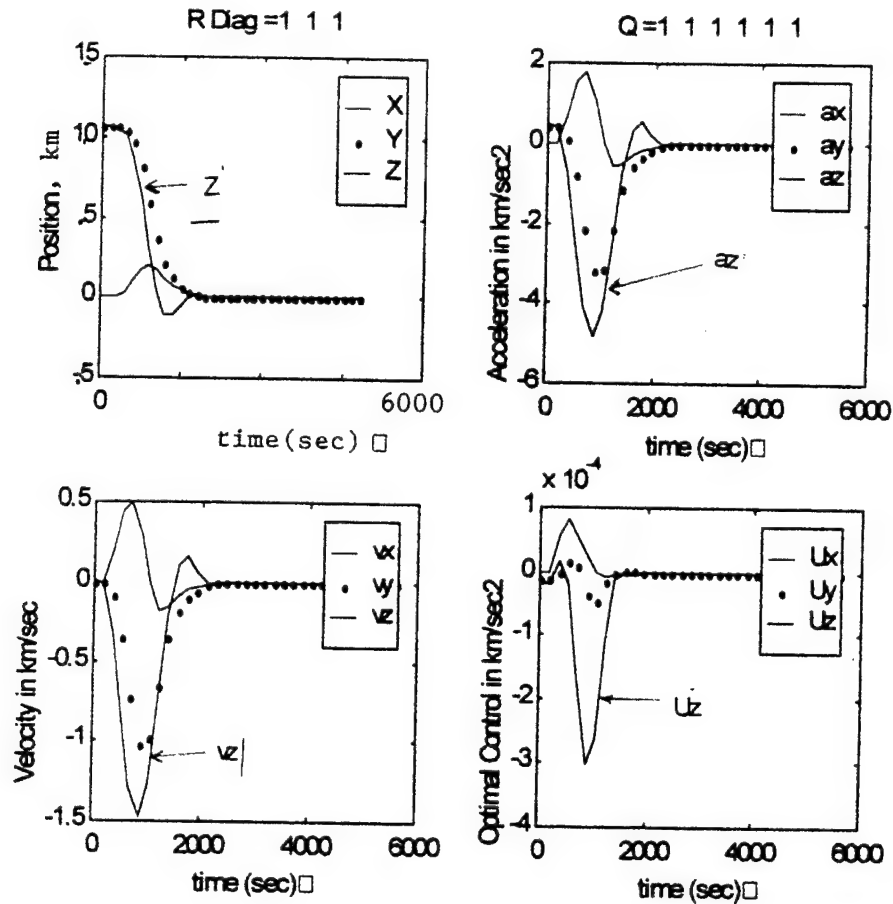 R Diag =1 1 1
Q =1 1 1 1 1 1
15
10
.5
0
-.5
Position, km
X
Y
Z
Z
6000
time(sec) □
2
0
-2
-4
-6
Acceleration in km/sec2
ax
ay
az
az
0 2000 4000 6000
time (sec)□
0.5
0
-0.5
-1
-1.5
Velocity in km/sec
vx
vy
vz
vz
0 2000 4000 6000
time (sec)□
x 10-4
1
0
-1
-2
-3
-4
Optimal Control in km/sec2
Ux
Uy
Uz
Uz
0 2000 4000 6000
time (sec)□